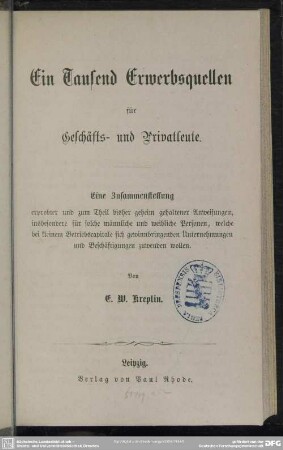 Ein Tausend Erwerbsquellen
für
Geschäfts- und Privatleute.
Eine Zusammenstellung
erprobter und zum Theil bisher geheim gehaltener Anweisungen,
insbesondere für solche männliche und weibliche Personen, welche
bei kleinem Betriebskapitale sich gewinnbringenden Unternehmungen
und Beschäftigungen zuwenden wollen.
Von
E. W. Kreplin.
Leipzig.
Verlag von Paul Rhode.